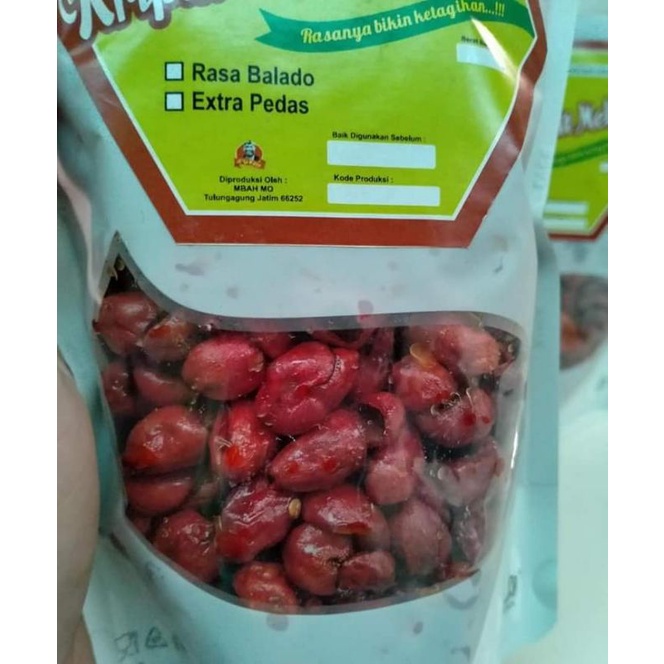 Rasanya bikin ketagihan...!!!
Rasa Balado
Extra Pedas
Baik Digunakan Sebelum :
Diproduksi Oleh :
MBAH MO
Tulungagung Jatim 66252
Kode Produksi :